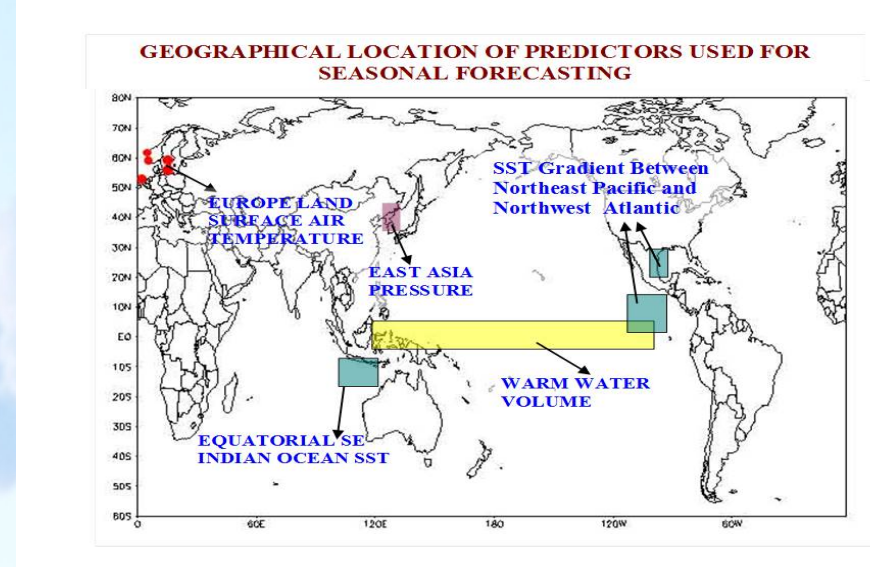 GEOGRAPHICAL LOCATION OF PREDICTORS USED FOR
SEASONAL FORECASTING
80N
70N
60N
50N
40N
30N
20N
10N
EQ
10S
20S
30S
40S
50S
60S
SST Gradient Between
Northeast Pacific and
Northwest Atlantic
EUROPE LAND
SURFACE AIR
TEMPERATURE
EAST ASIA
PRESSURE
WARM WATER
VOLUME
EQUATORIAL SE
INDIAN OCEAN SST
0 60E 120E 180 120W 60W